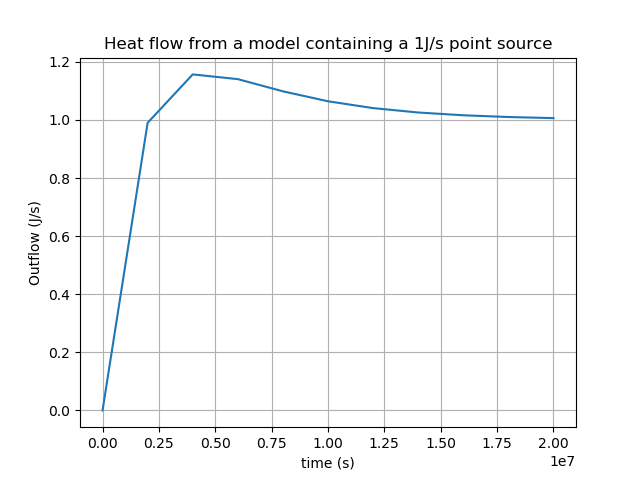 Heat flow from a model containing a 1J/s point source
1.2
1.0
0.8
0.6
0.4
0.2
0.0
Outflow (J/s)
0.00 0.25 0.50 0.75 1.00 1.25 1.50 1.75 2.00
1e7
time (s)